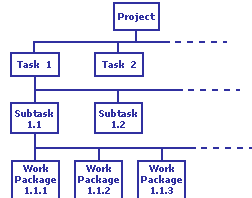 Project
Task 1
Task 2
Subtask
1.1
Subtask
1.2
Work
Package
1.1.1
Work
Package
1.1.2
Work
Package
1.1.3